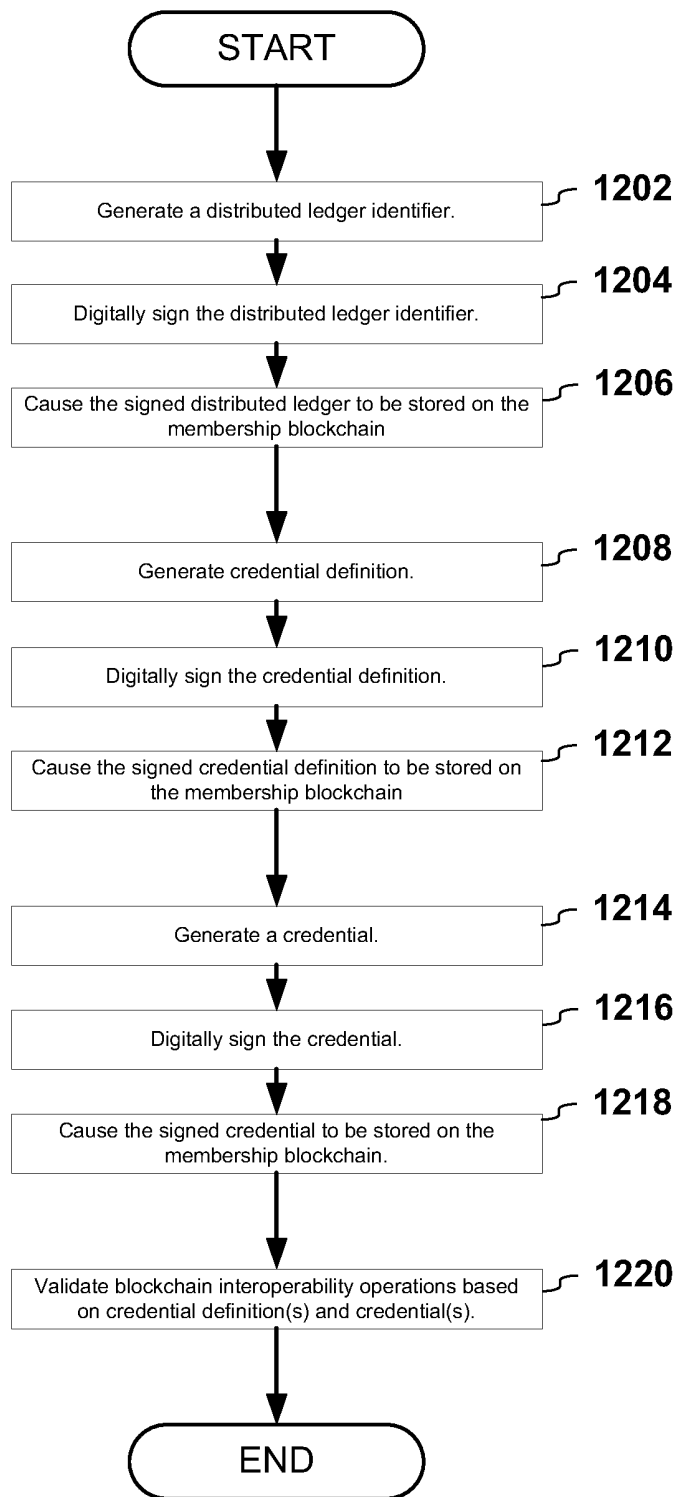 START
1202
Generate a distributed ledger identifier.
1204
Digitally sign the distributed ledger identifier.
1206
Cause the signed distributed ledger to be stored on the
membership blockchain
1208
Generate credential definition.
1210
Digitally sign the credential definition.
1212
Cause the signed credential definition to be stored on
the membership blockchain
1214
Generate a credential.
1216
Digitally sign the credential.
1218
Cause the signed credential to be stored on the
membership blockchain.
1220
Validate blockchain interoperability operations based
on credential definition(s) and credential(s).
END